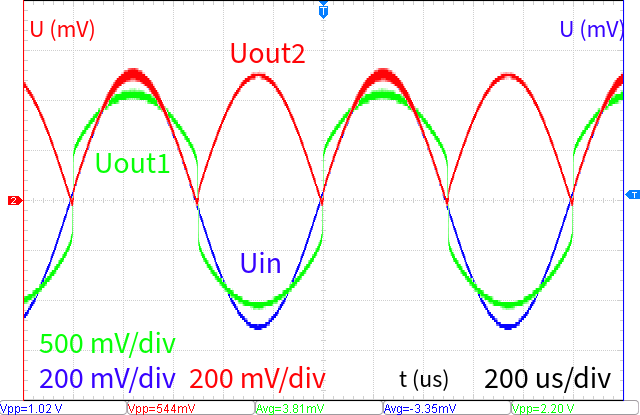 T
U (mV)
U (mV)
Uout2
Uout1
2
T
Uin
500 mV/div
200 mV/div
200 mV/div
t (us)
200 us/div
Vpp=1.02 V
Vpp=544mV
Avg=3.81mV
Avg=-3.35mV
Vpp=2.20